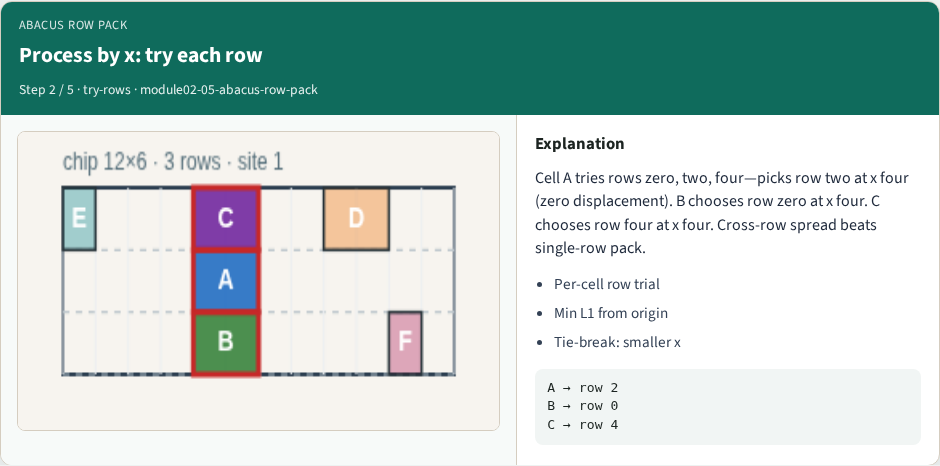 ABACUS ROW PACK
Process by x: try each row
Step 2 / 5 · try-rows · module02-05-abacus-row-pack
chip 12×6 · 3 rows · site 1
E
C
D
A
B
F
Explanation
Cell A tries rows zero, two, four—picks row two at x four
(zero displacement). B chooses row zero at x four. C
chooses row four at x four. Cross-row spread beats
single-row pack.
• Per-cell row trial
• Min L1 from origin
• Tie-break: smaller x
A → row 2
B → row 0
C → row 4